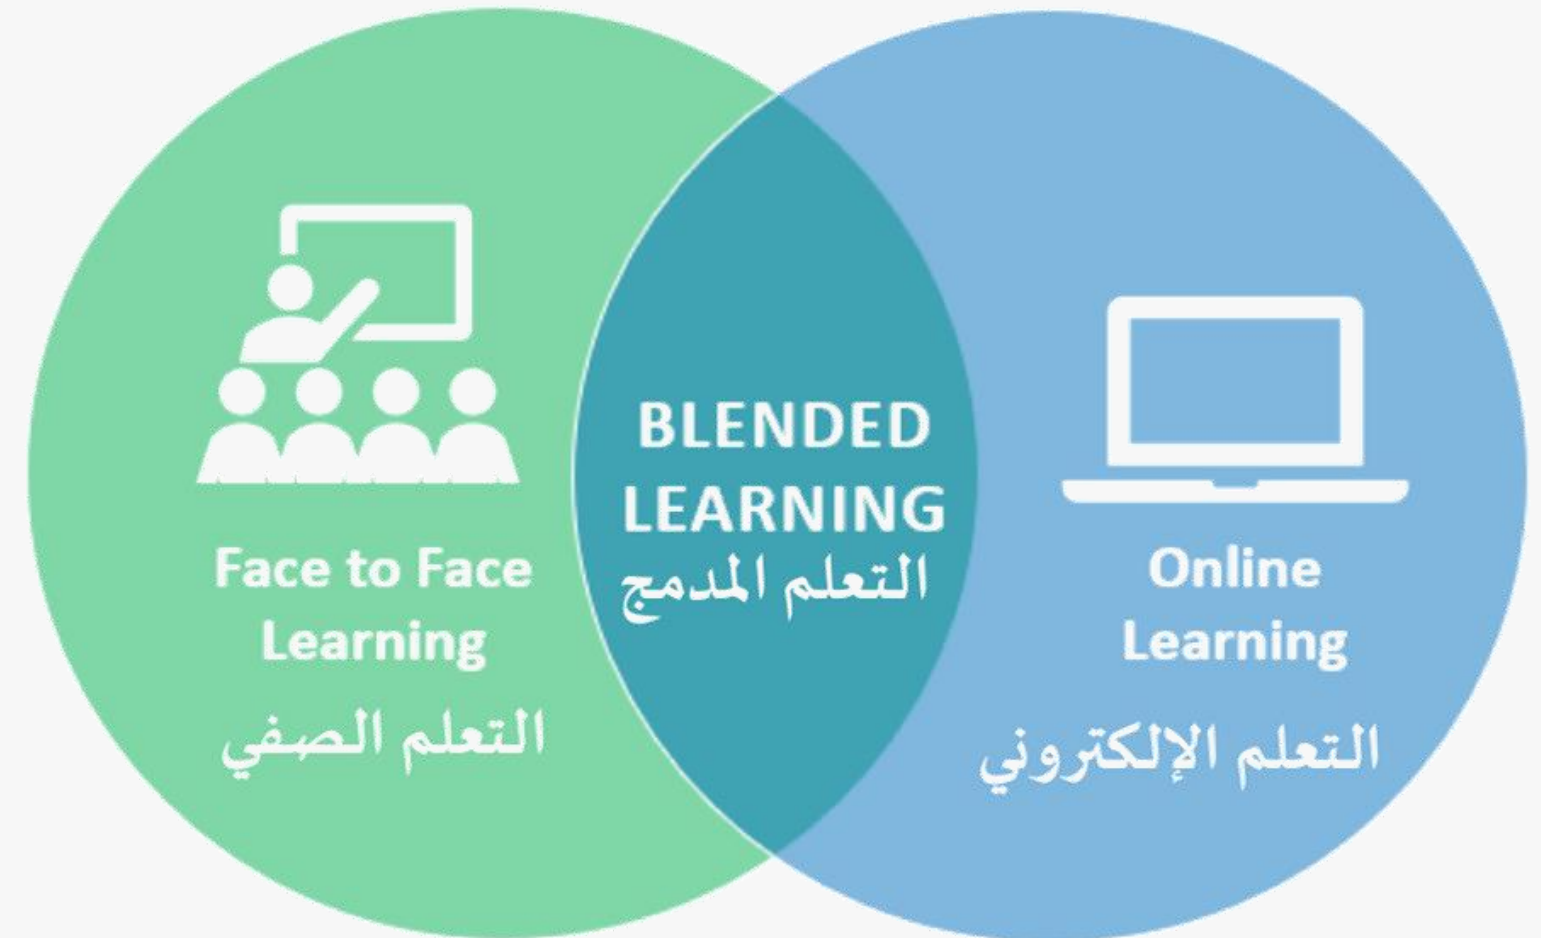 Face to Face
Learning
التعلم الصفي
BLENDED
LEARNING
التعلم المدمج
Online
Learning
التعلم الإلكتروني